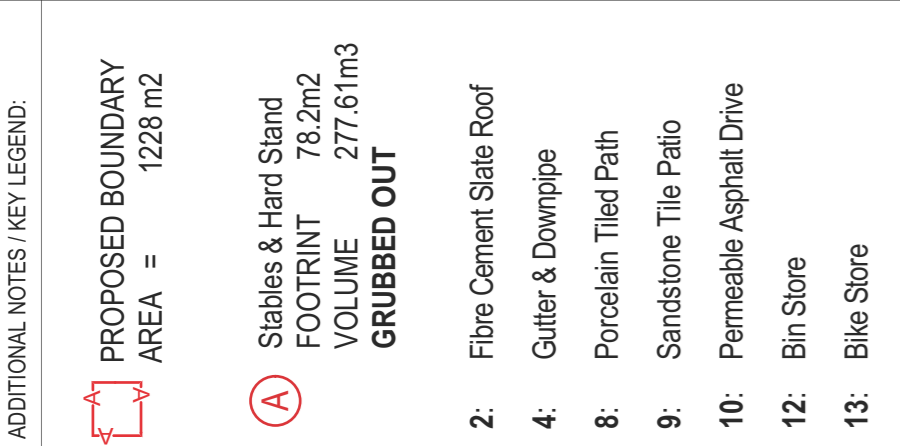 ADDITIONAL NOTES / KEY LEGEND:
A A A PROPOSED BOUNDARY
AREA = 1228 m2
A Stables & Hard Stand
FOOTRINT 78.2m2
VOLUME 277.61m3
GRUBBED OUT
2: Fibre Cement Slate Roof
4: Gutter & Downpipe
8: Porcelain Tiled Path
9: Sandstone Tile Patio
10: Permeable Asphalt Drive
12: Bin Store
13: Bike Store